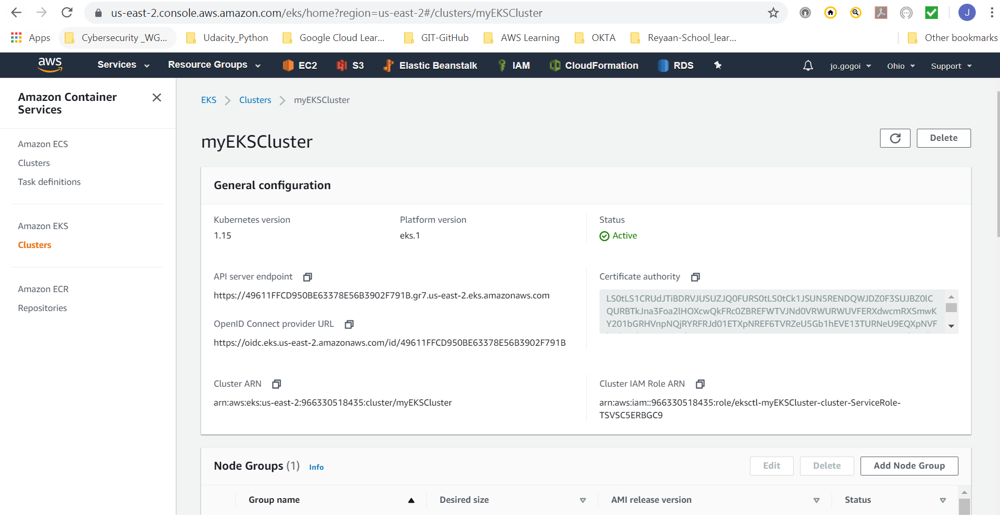 us-east-2.console.aws.amazon.com/eks/home?region=us-east-2#/clusters/myEKSCluster
J
Apps Cybersecurity _WG... Udacity_Python Google Cloud Lear... GIT-GitHub AWS Learning OKTA Reyaan-School_lear... Other bookmarks
aws Services Resource Groups EC2 S3 Elastic Beanstalk IAM CloudFormation RDS jo.gogoi Ohio Support
Amazon Container
Services
Amazon ECS
Clusters
Task definitions
Amazon EKS
Clusters
Amazon ECR
Repositories
EKS Clusters myEKSCluster
myEKSCluster
Delete
General configuration
Kubernetes version
1.15
Platform version
eks.1
Status
Active
API server endpoint
https://49611FFCD950BE63378E56B3902F791B.gr7.us-east-2.eks.amazonaws.com
OpenID Connect provider URL
https://oidc.eks.us-east-2.amazonaws.com/id/49611FFCD950BE63378E56B3902F791B
Certificate authority
LS0tLS1CRUdJTiBDRVJUSUZJQ0FURS0tLS0tCk1JSUN5RENDQWJDZ0F3SUJBZ0lC
QURBTkJna3Foa2lHOXcwQkFRc0ZBREFWTVJNd0VRWURWUVFERXdwcmRXSmwK
Y201bGRHVnpNQjRYRFRJd01ETXpNREF6TVRZeU5Gb1hEVE13TURNeU9EQXpNVF
Cluster ARN
arn:aws:eks:us-east-2:966330518435:cluster/myEKSCluster
Cluster IAM Role ARN
arn:aws:iam::966330518435:role/eksctl-myEKSCluster-cluster-ServiceRole-
TSVSC5ERBGC9
Node Groups (1) Info
Edit Delete Add Node Group
Group name Desired size AMI release version Status